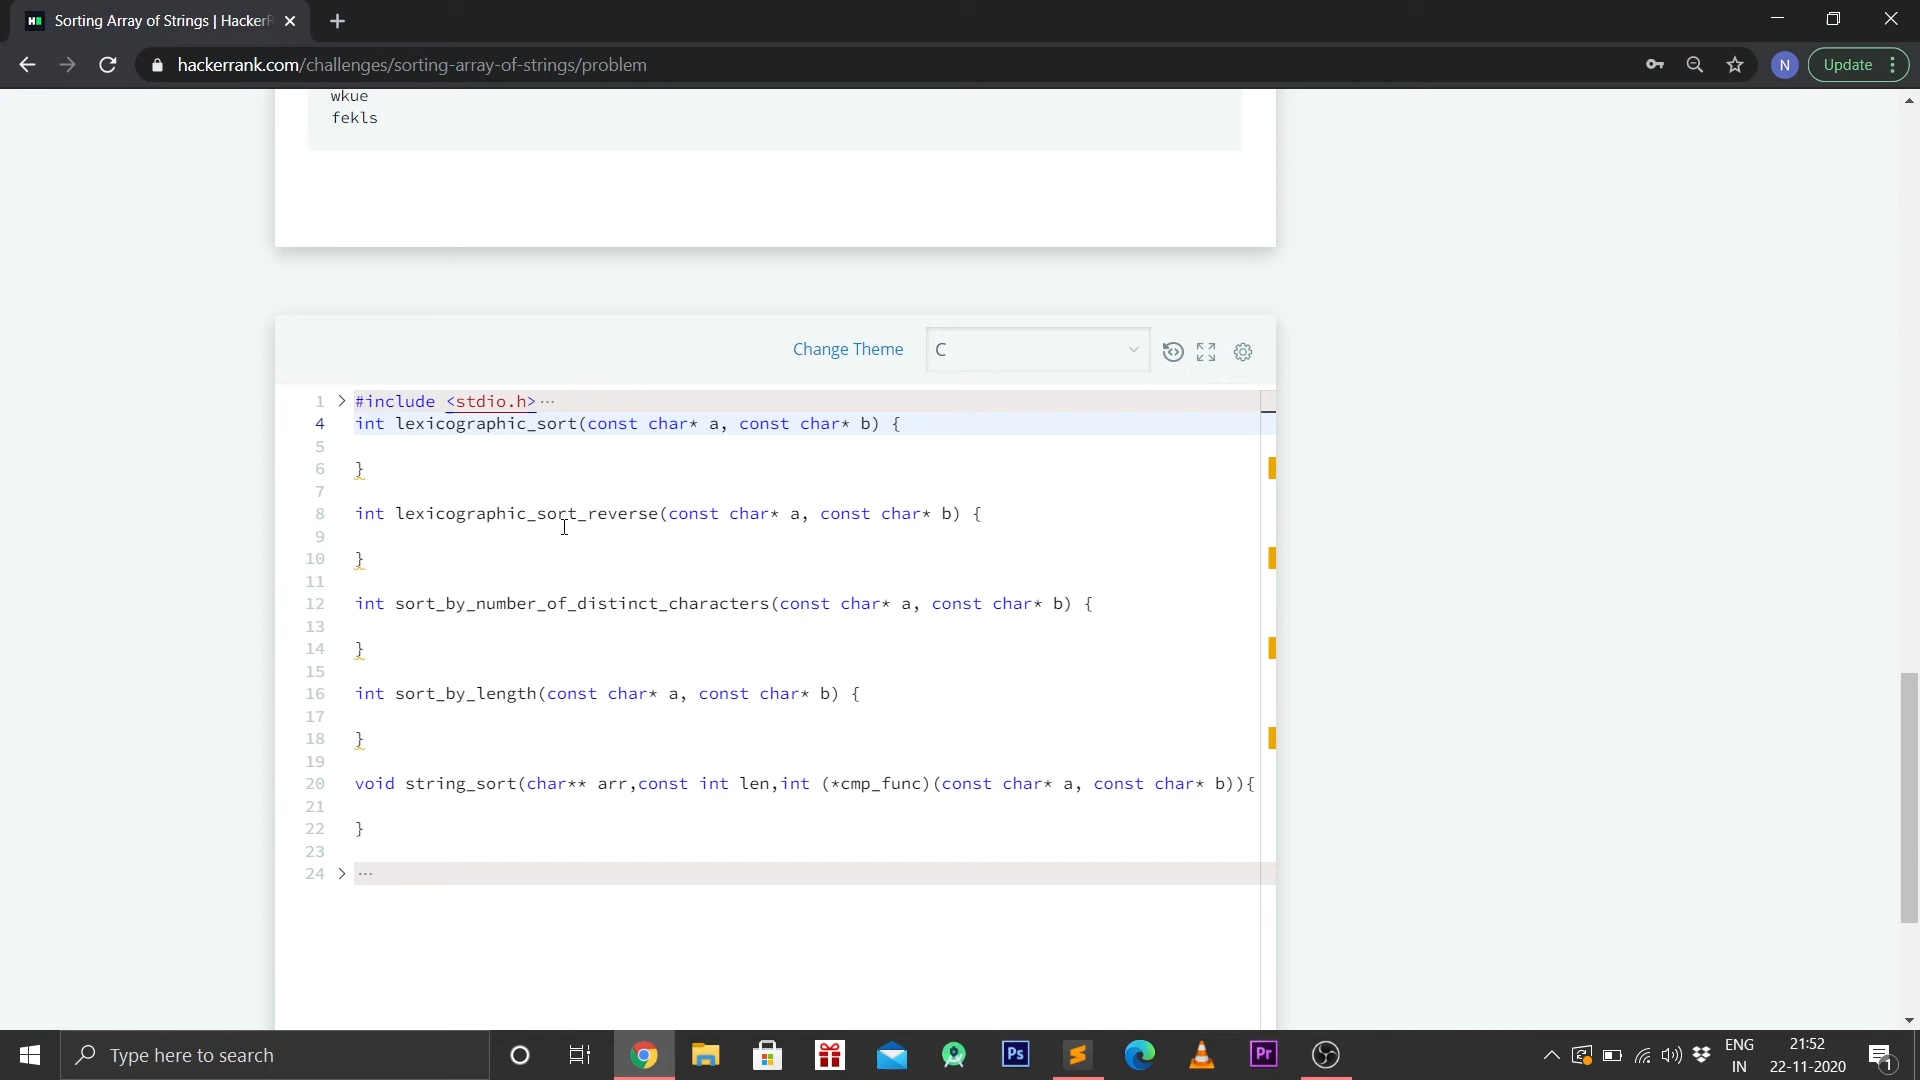 Sorting Array of Strings | HackerR
hackerrank.com/challenges/sorting-array-of-strings/problem
N
Update
wkue
fekls
Change Theme
C
1 #include <stdio.h>···
4 int lexicographic_sort(const char* a, const char* b) {
5
6 }
7
8 int lexicographic_sort_reverse(const char* a, const char* b) {
9
10 }
11
12 int sort_by_number_of_distinct_characters(const char* a, const char* b) {
13
14 }
15
16 int sort_by_length(const char* a, const char* b) {
17
18 }
19
20 void string_sort(char** arr,const int len,int (*cmp_func)(const char* a, const char* b)){
21
22 }
23
24 ···
Type here to search
Ps
Pr
ENG
IN
21:52
22-11-2020
1